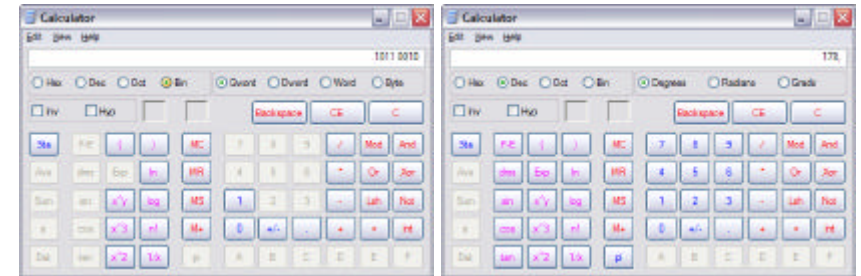 Calculator
Edit View Help
1011 0010
Hex Dec Oct Bin Qword Dword Word Byte
Inv Hyp
Backspace CE C
Sta F-E ( ) MC 7 8 9 / Mod And
Ave dms Exp ln MR 4 5 6 * Or Xor
Sum sin x^y log MS 1 2 3 - Lsh Not
s cos x^3 n! M+ 0 +/- . + = Int
Dat tan x^2 1/x pi A B C D E F
Calculator
Edit View Help
178,
Hex Dec Oct Bin Degrees Radians Grads
Inv Hyp
Backspace CE C
Sta F-E ( ) MC 7 8 9 / Mod And
Ave dms Exp ln MR 4 5 6 * Or Xor
Sum sin x^y log MS 1 2 3 - Lsh Not
s cos x^3 n! M+ 0 +/- , + = Int
Dat tan x^2 1/x pi A B C D E F